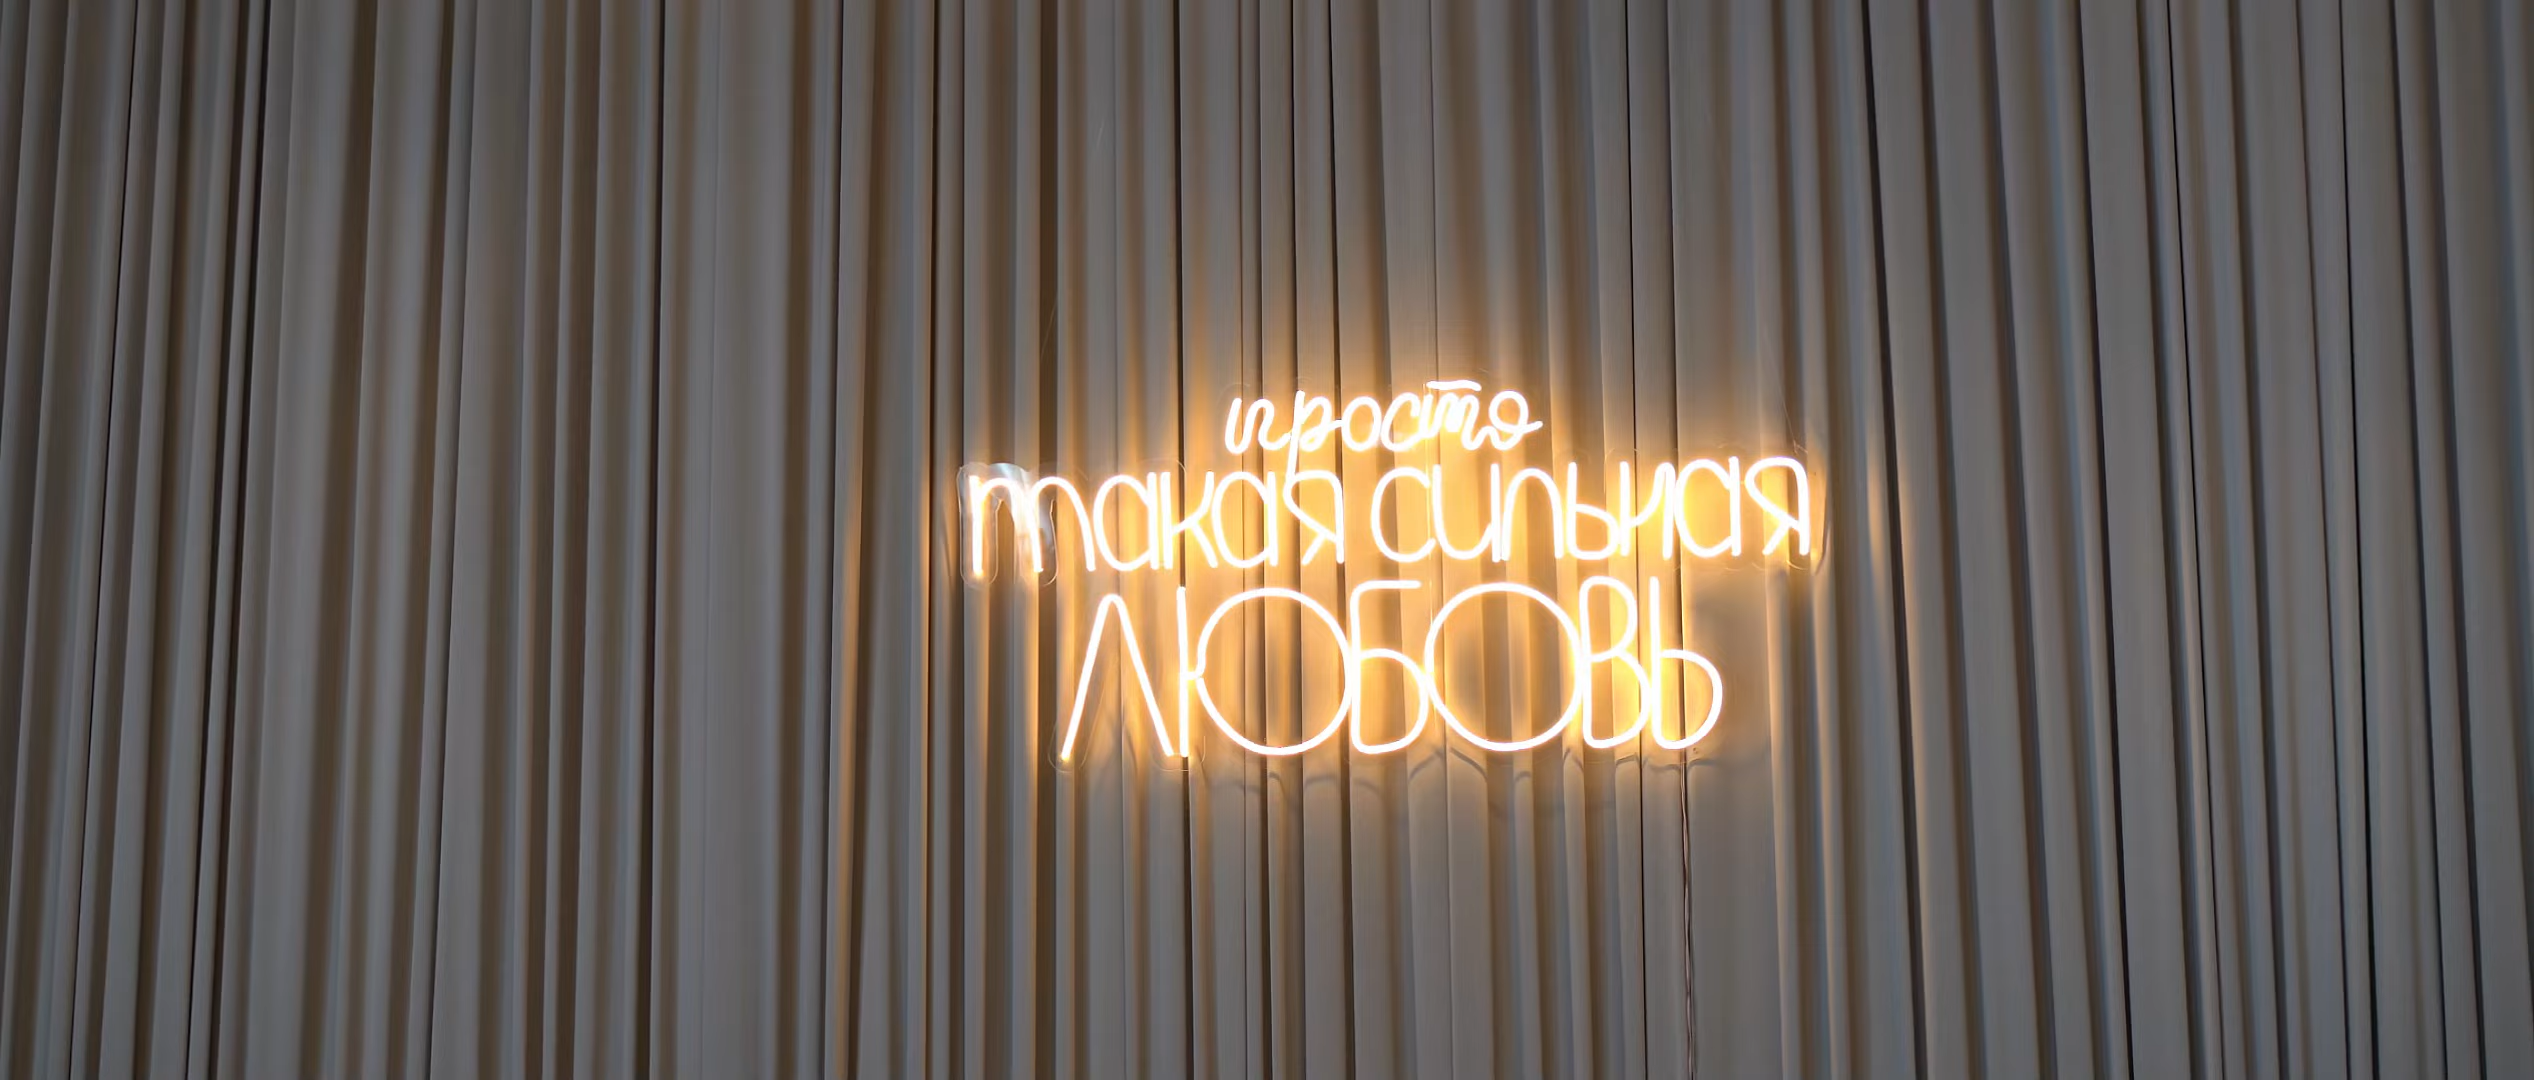 просто
такая сильная
ЛЮБОВЬ